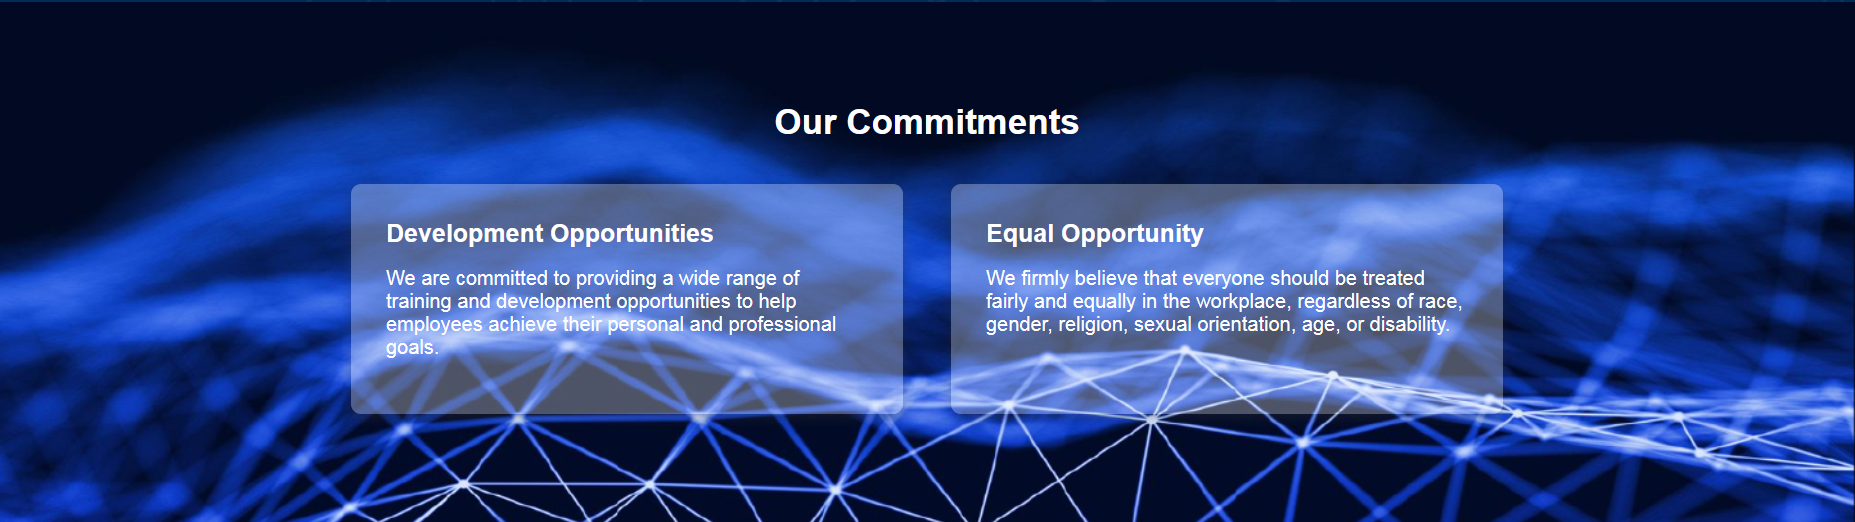 Our Commitments
Development Opportunities
We are committed to providing a wide range of
training and development opportunities to help
employees achieve their personal and professional
goals.
Equal Opportunity
We firmly believe that everyone should be treated
fairly and equally in the workplace, regardless of race,
gender, religion, sexual orientation, age, or disability.